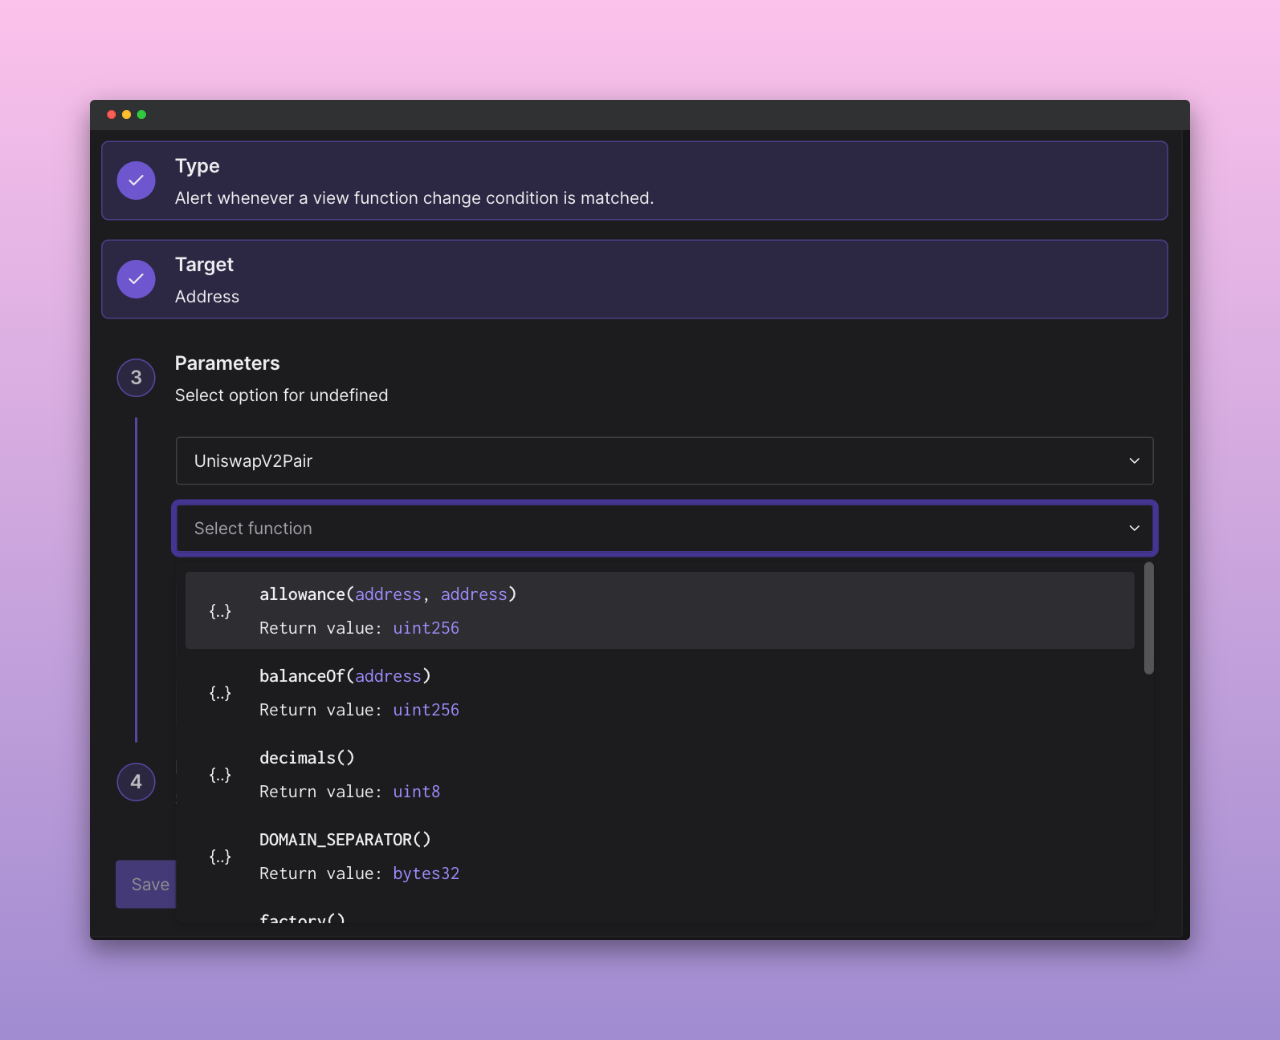 Type
Alert whenever a view function change condition is matched.
Target
Address
3
Parameters
Select option for undefined
UniswapV2Pair
Select function
{..}
allowance(address, address)
Return value: uint256
{..}
balanceOf(address)
Return value: uint256
{..}
decimals()
Return value: uint8
4
{..}
DOMAIN_SEPARATOR()
Return value: bytes32
Save
factory()